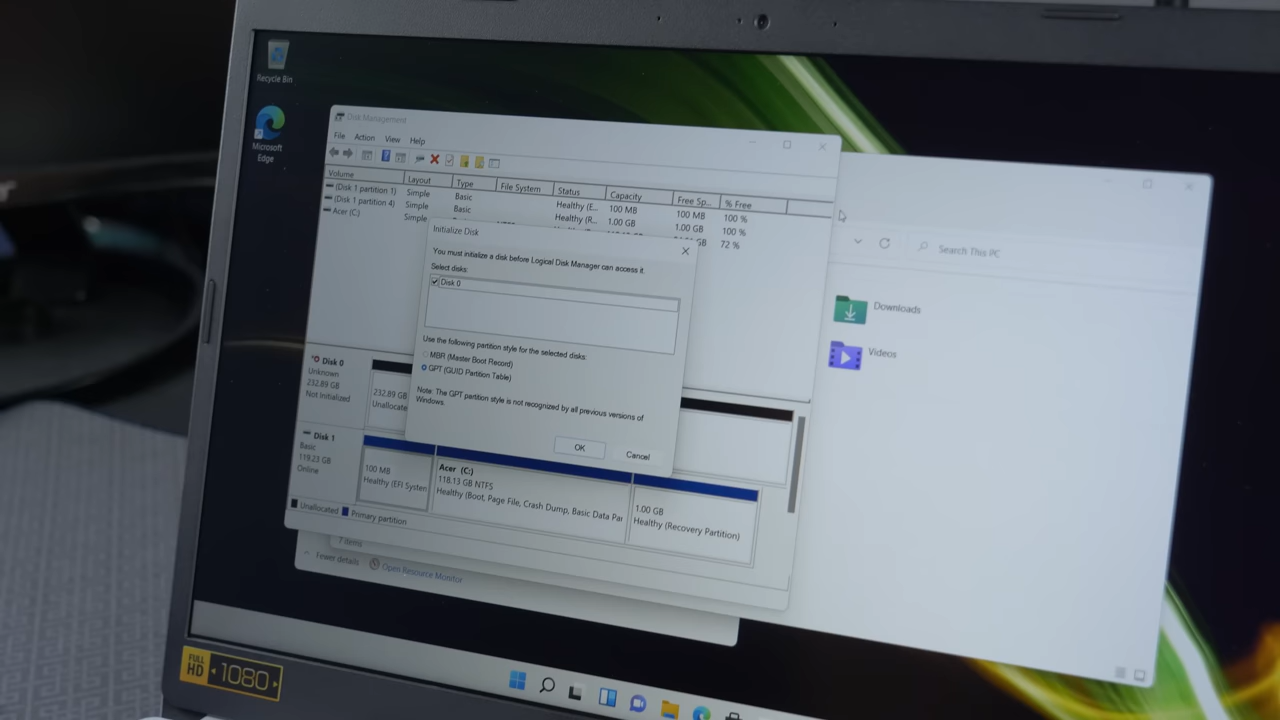 Recycle Bin
Microsoft
Edge
Disk Management
File Action View Help
Volume Layout Type File System Status Capacity Free Sp... % Free
(Disk 1 partition 1) Simple Basic Healthy (E... 100 MB 100 MB 100 %
(Disk 1 partition 4) Simple Basic Healthy (R... 1.00 GB 1.00 GB 100 %
Acer (C:) Simple GB 72 %
Initialize Disk
You must initialize a disk before Logical Disk Manager can access it.
Select disks:
Disk 0
Use the following partition style for the selected disks:
MBR (Master Boot Record)
GPT (GUID Partition Table)
Note: The GPT partition style is not recognized by all previous versions of
Windows.
OK Cancel
Disk 0
Unknown
232.89 GB
Not Initialized
232.89 GB
Unallocate
Disk 1
Basic
119.23 GB
Online
100 MB
Healthy (EFI System
Acer (C:)
118.13 GB NTFS
Healthy (Boot, Page File, Crash Dump, Basic Data Par
1.00 GB
Healthy (Recovery Partition)
Unallocated Primary partition
7 items
Fewer details Open Resource Monitor
Search This PC
Downloads
Videos
FULL
HD 1080